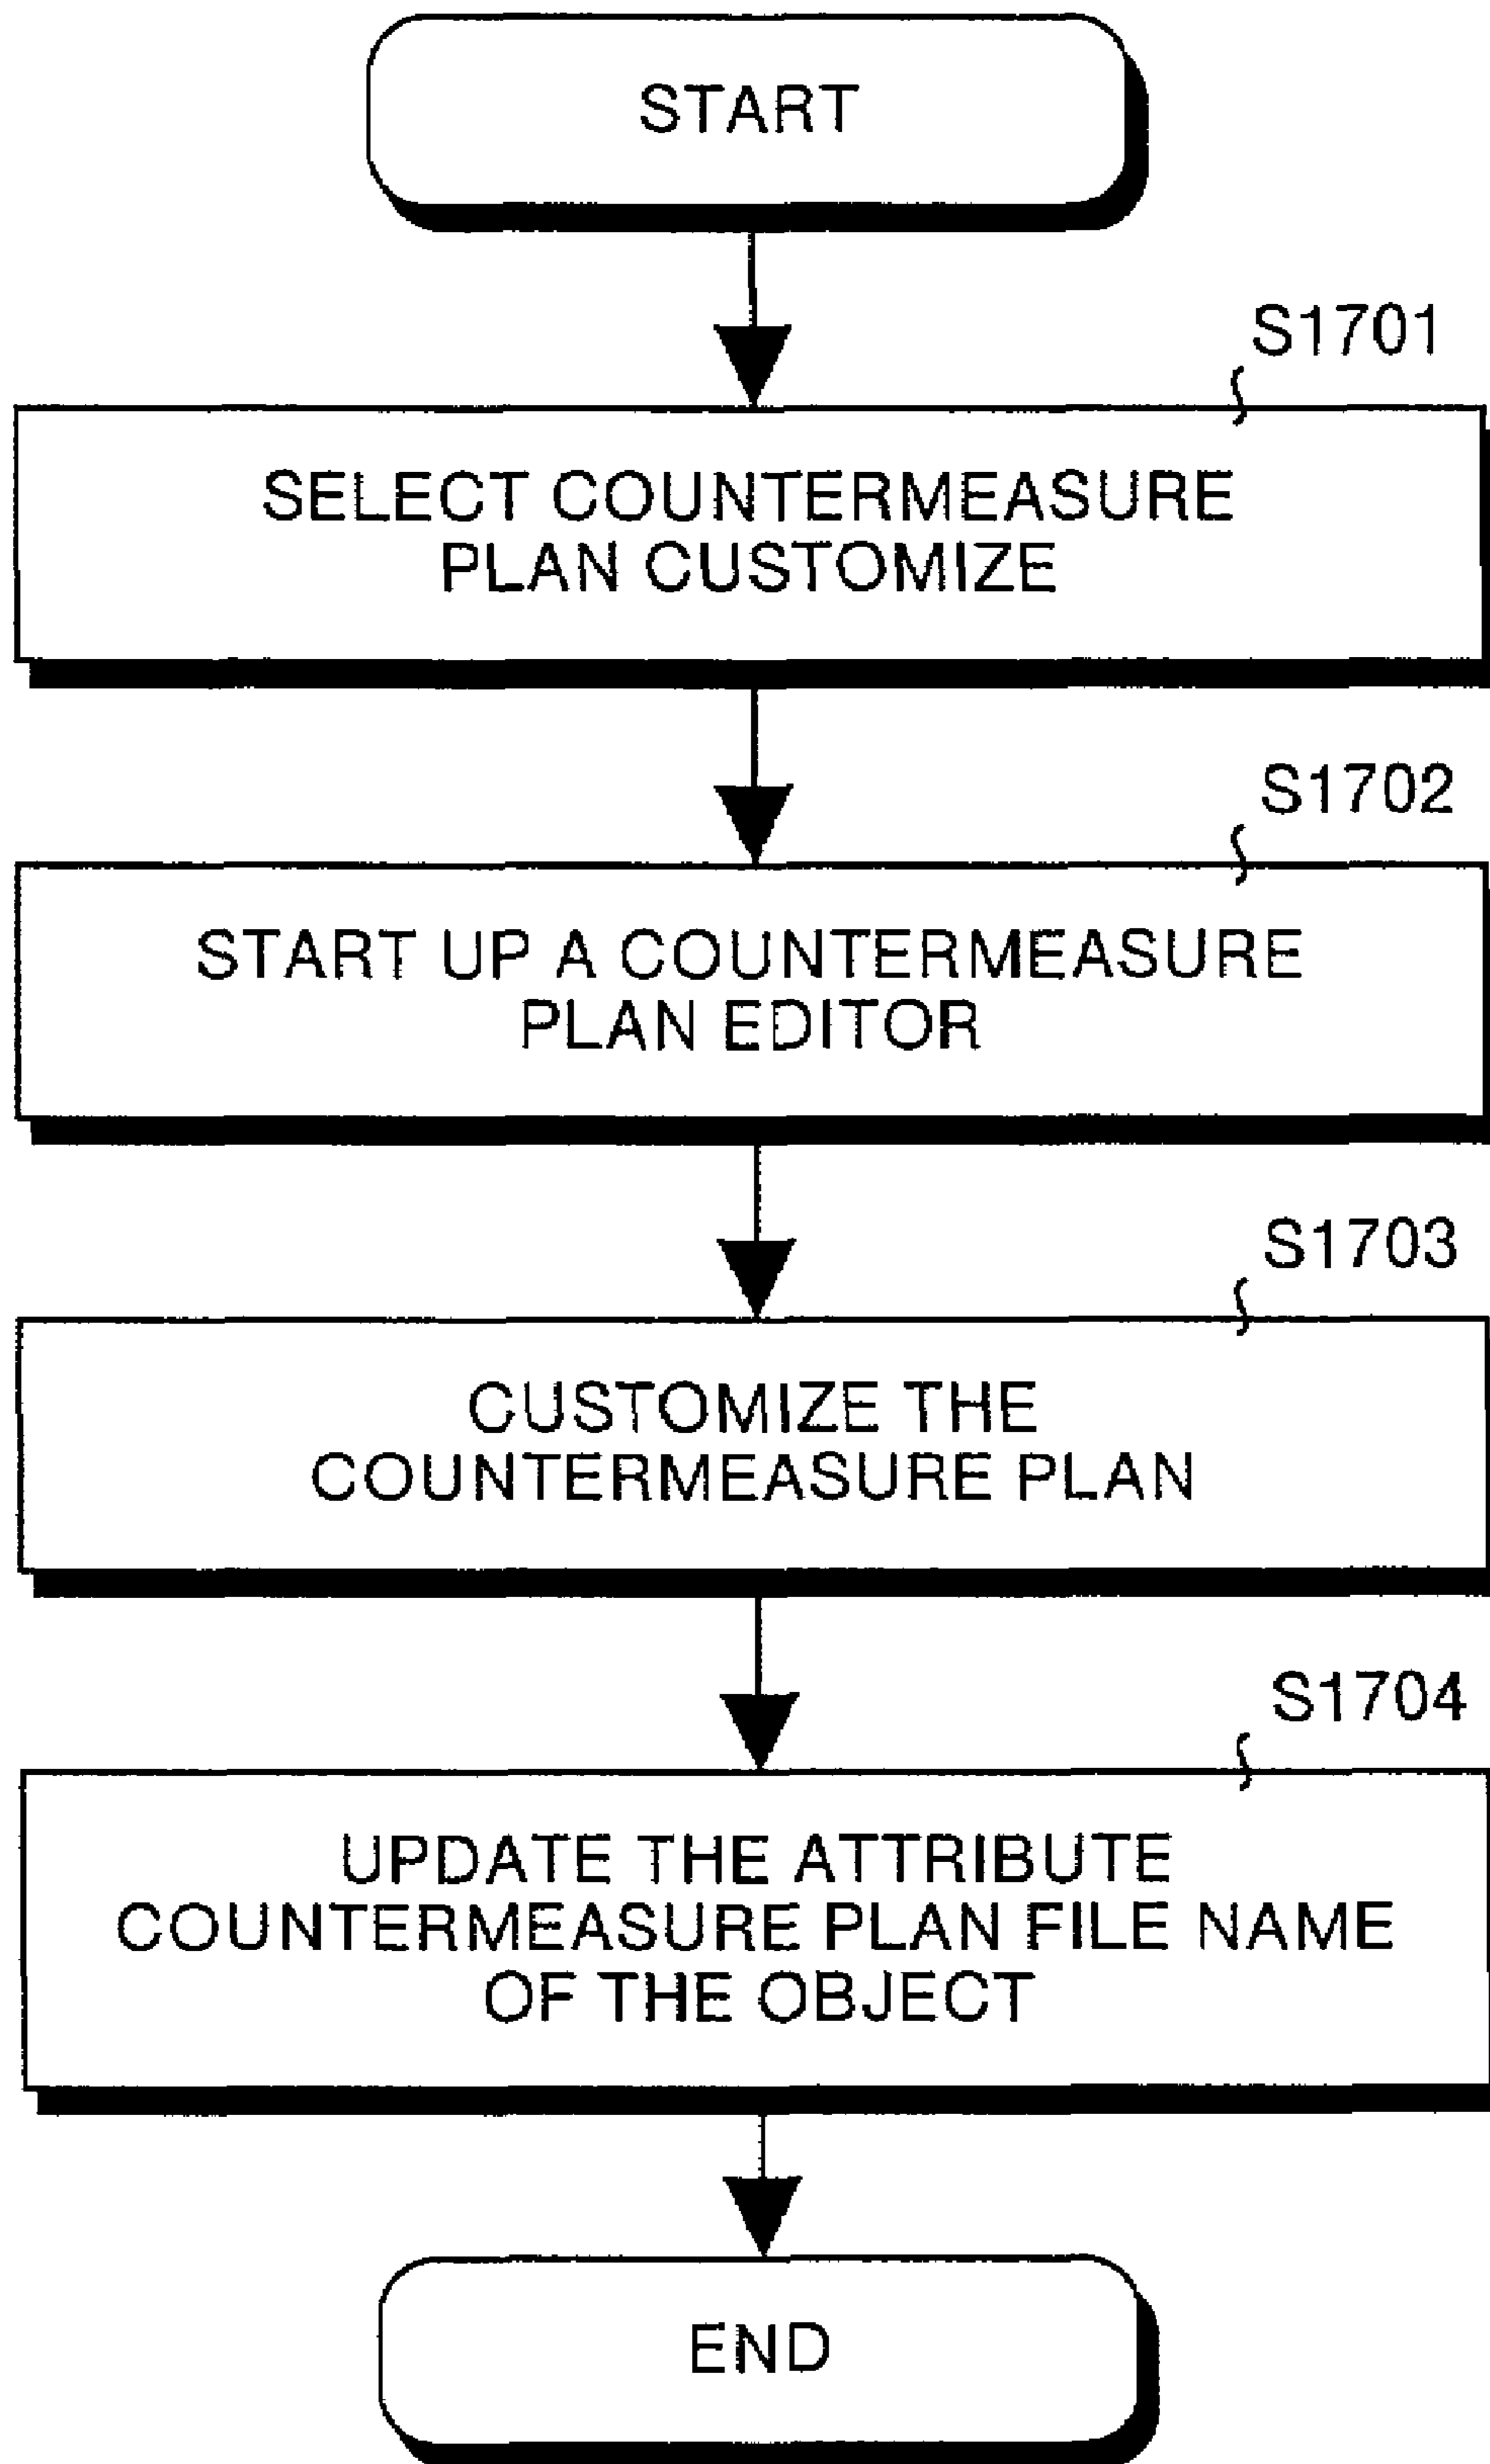 START
S1701
SELECT COUNTERMEASURE
PLAN CUSTOMIZE
S1702
START UP A COUNTERMEASURE
PLAN EDITOR
S1703
CUSTOMIZE THE
COUNTERMEASURE PLAN
S1704
UPDATE THE ATTRIBUTE
COUNTERMEASURE PLAN FILE NAME
OF THE OBJECT
END